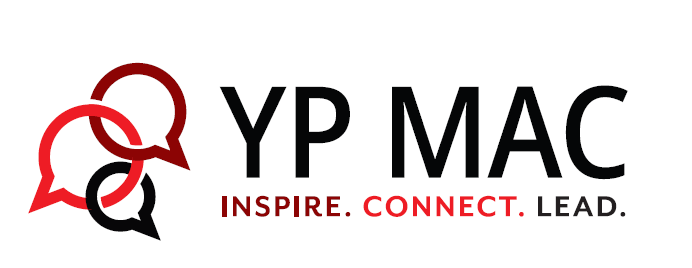 YP MAC
INSPIRE. CONNECT. LEAD.